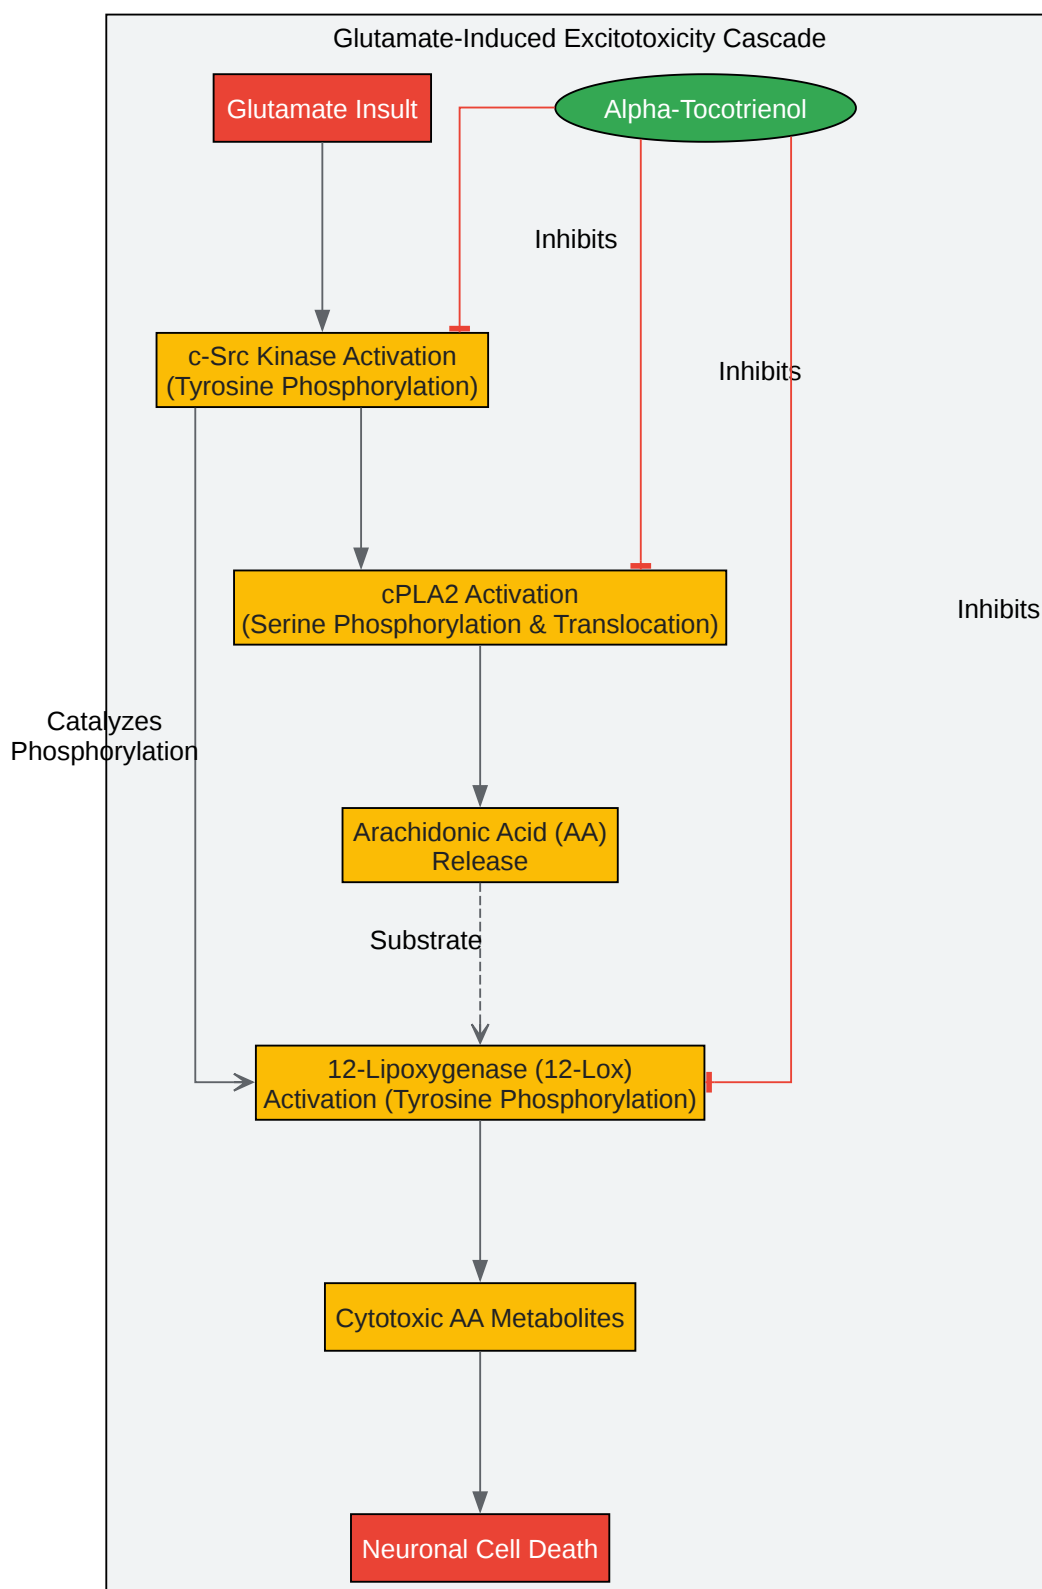 Glutamate-Induced Excitotoxicity Cascade
Glutamate Insult
Alpha-Tocotrienol
Inhibits
c-Src Kinase Activation
(Tyrosine Phosphorylation)
Inhibits
cPLA2 Activation
(Serine Phosphorylation & Translocation)
Inhibits
Catalyzes
Phosphorylation
Arachidonic Acid (AA)
Release
Substrate
12-Lipoxygenase (12-Lox)
Activation (Tyrosine Phosphorylation)
Cytotoxic AA Metabolites
Neuronal Cell Death